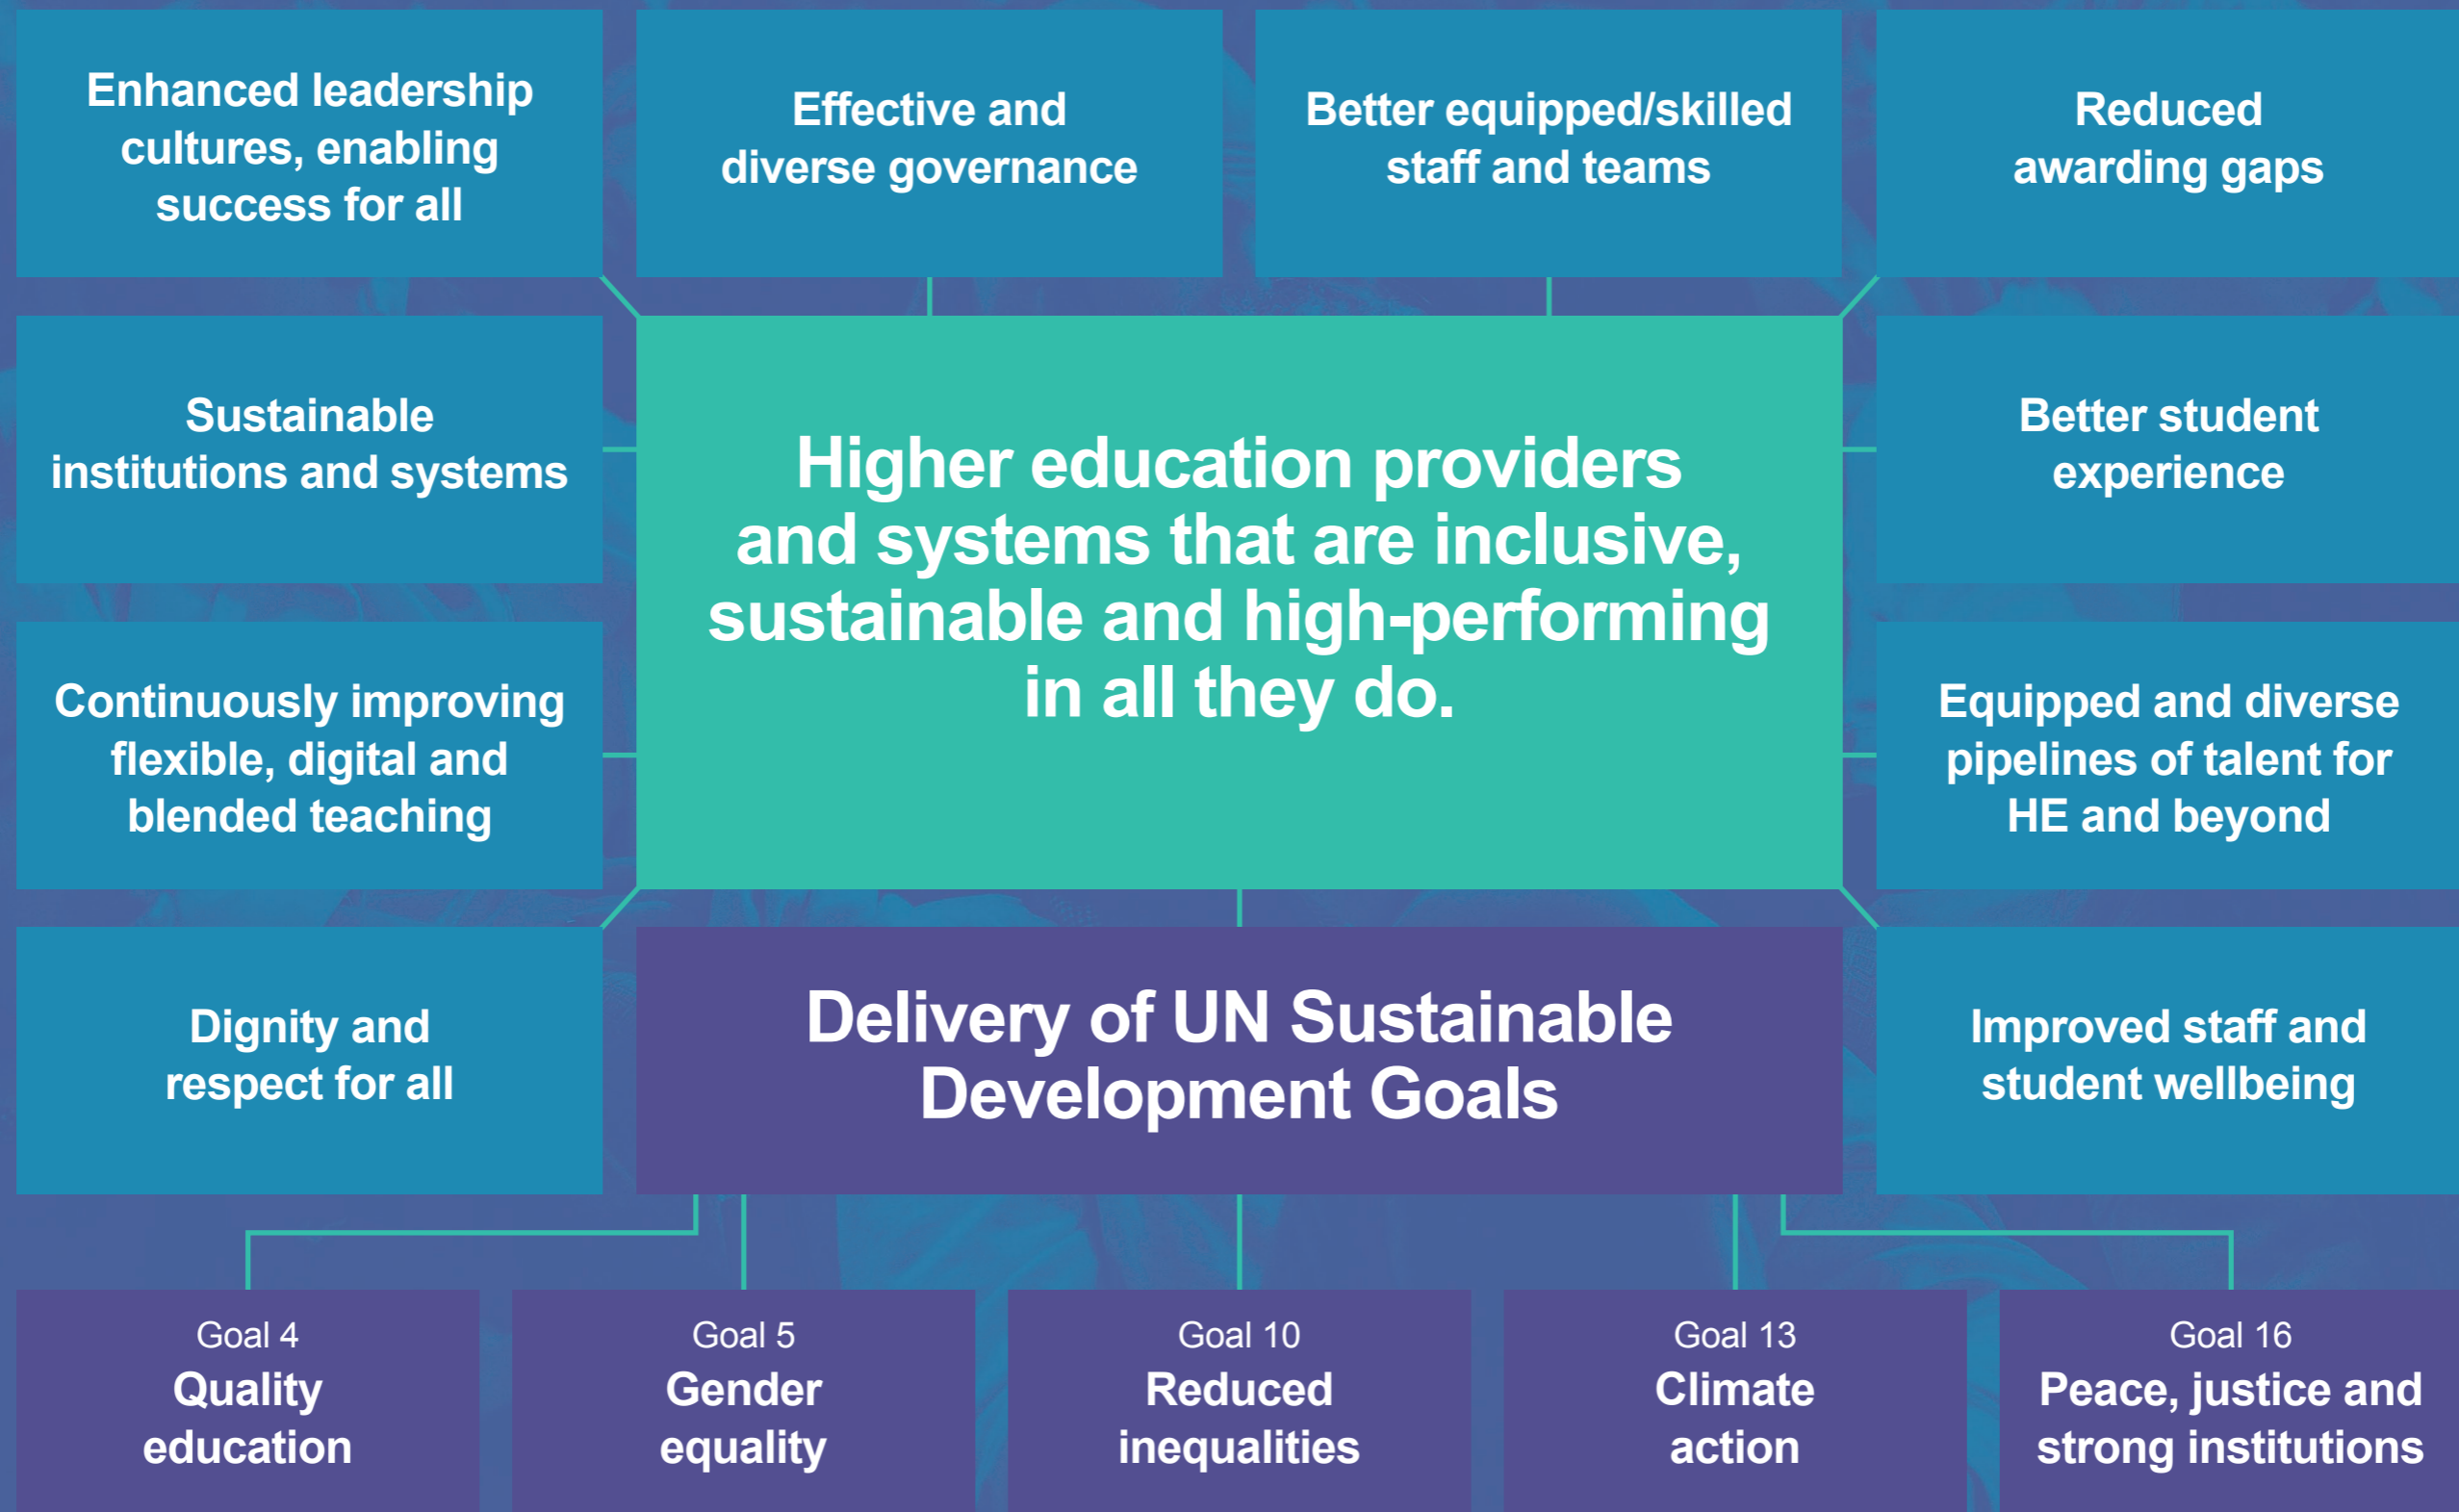 Enhanced leadership
cultures, enabling
success for all
Effective and
diverse governance
Better equipped/skilled
staff and teams
Reduced
awarding gaps
Sustainable
institutions and systems
Higher education providers
and systems that are inclusive,
sustainable and high-performing
in all they do.
Better student
experience
Continuously improving
flexible, digital and
blended teaching
Equipped and diverse
pipelines of talent for
HE and beyond
Dignity and
respect for all
Delivery of UN Sustainable
Development Goals
Improved staff and
student wellbeing
Goal 4
Quality
education
Goal 5
Gender
equality
Goal 10
Reduced
inequalities
Goal 13
Climate
action
Goal 16
Peace, justice and
strong institutions